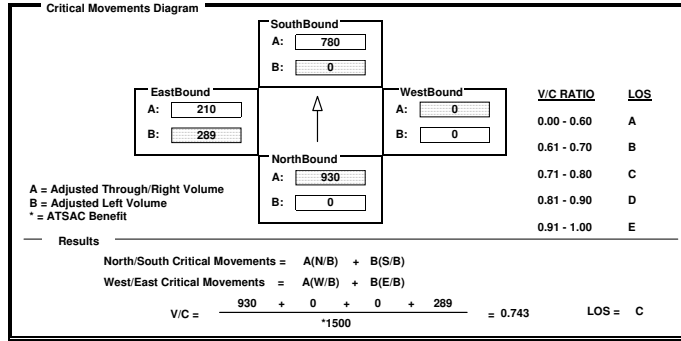 Critical Movements Diagram
SouthBound
A: 780
B: 0
EastBound
A: 210
B: 289
WestBound
A: 0
B: 0
NorthBound
A: 930
B: 0
V/C RATIO LOS
0.00 - 0.60 A
0.61 - 0.70 B
0.71 - 0.80 C
0.81 - 0.90 D
0.91 - 1.00 E
A = Adjusted Through/Right Volume
B = Adjusted Left Volume
* = ATSAC Benefit
Results
North/South Critical Movements = A(N/B) + B(S/B)
West/East Critical Movements = A(W/B) + B(E/B)
V/C = 930 + 0 + 0 + 289 = 0.743 LOS = C
*1500